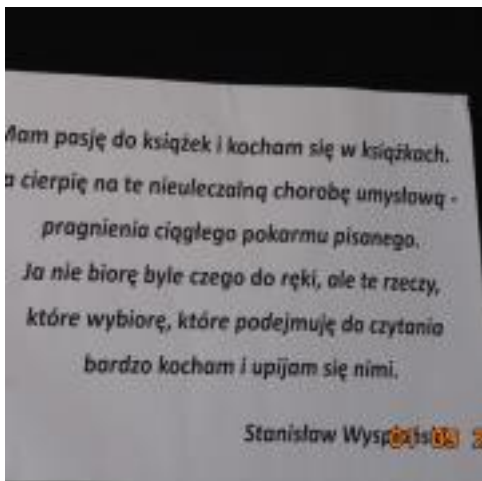 Mam pasję do książek i kocham się w książkach.
a cierpię na te nieuleczalną chorobę umysłową -
pragnienia ciągłego pokarmu pisanego.
Ja nie biorę byle czego do ręki, ale te rzeczy,
które wybiorę, które podejmuję do czytania
bardzo kocham i upijam się nimi.
Stanisław